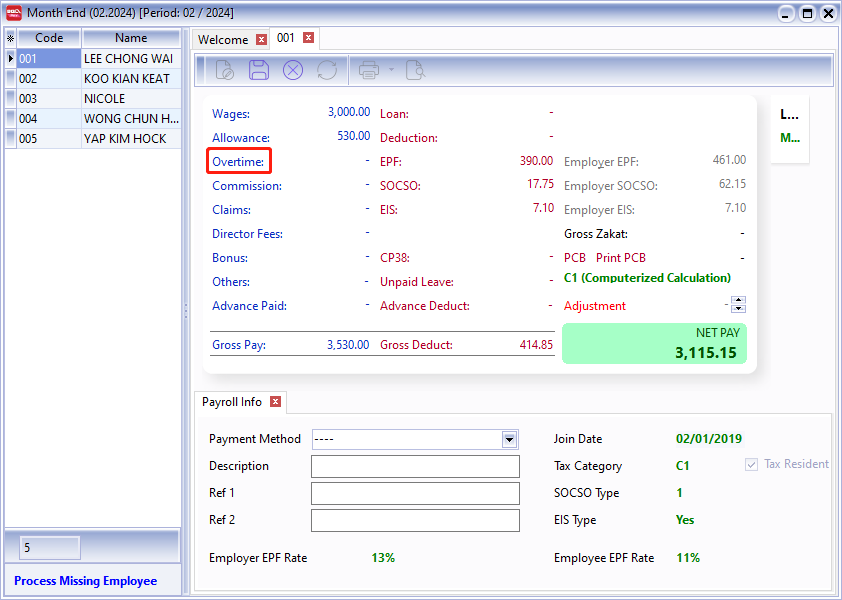 Month End (02.2024) [Period: 02 / 2024]
Code Name
001 LEE CHONG WAI
002 KOO KIAN KEAT
003 NICOLE
004 WONG CHUN H...
005 YAP KIM HOCK
5
Process Missing Employee
Welcome 001
Wages: 3,000.00 Loan: -
Allowance: 530.00 Deduction: -
Overtime: - EPF: 390.00 Employer EPF: 461.00
Commission: - SOCSO: 17.75 Employer SOCSO: 62.15
Claims: - EIS: 7.10 Employer EIS: 7.10
Director Fees: - Gross Zakat: -
Bonus: - CP38: - PCB Print PCB -
Others: - Unpaid Leave: - C1 (Computerized Calculation)
Advance Paid: - Advance Deduct: - Adjustment -
Gross Pay: 3,530.00 Gross Deduct: 414.85 NET PAY
3,115.15
L...
M...
Payroll Info
Payment Method ---- Join Date 02/01/2019
Description Tax Category C1 Tax Resident
Ref 1 SOCSO Type 1
Ref 2 EIS Type Yes
Employer EPF Rate 13% Employee EPF Rate 11%